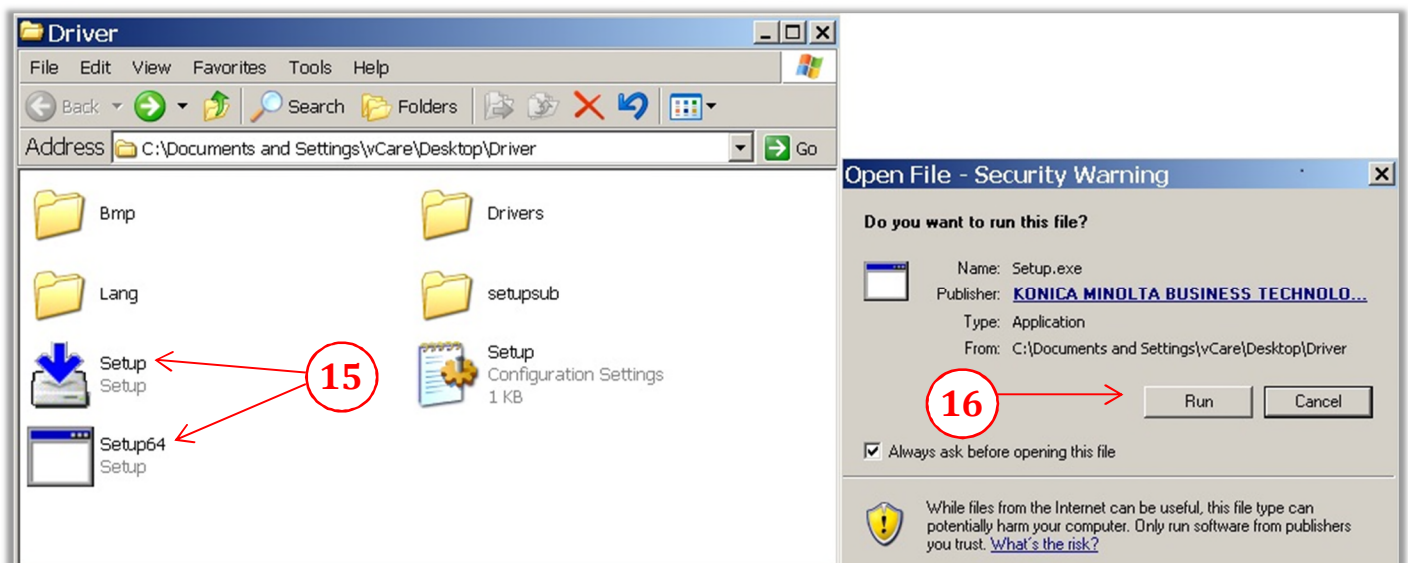 Driver
File Edit View Favorites Tools Help
Back Search Folders
Address C:\Documents and Settings\vCare\Desktop\Driver Go
Bmp
Drivers
Lang
setupsub
Setup
Setup
Setup
Configuration Settings
1 KB
Setup64
Setup
15
Open File - Security Warning
Do you want to run this file?
Name: Setup.exe
Publisher: KONICA MINOLTA BUSINESS TECHNOLO...
Type: Application
From: C:\Documents and Settings\vCare\Desktop\Driver
16
Run Cancel
Always ask before opening this file
While files from the Internet can be useful, this file type can
potentially harm your computer. Only run software from publishers
you trust. What's the risk?